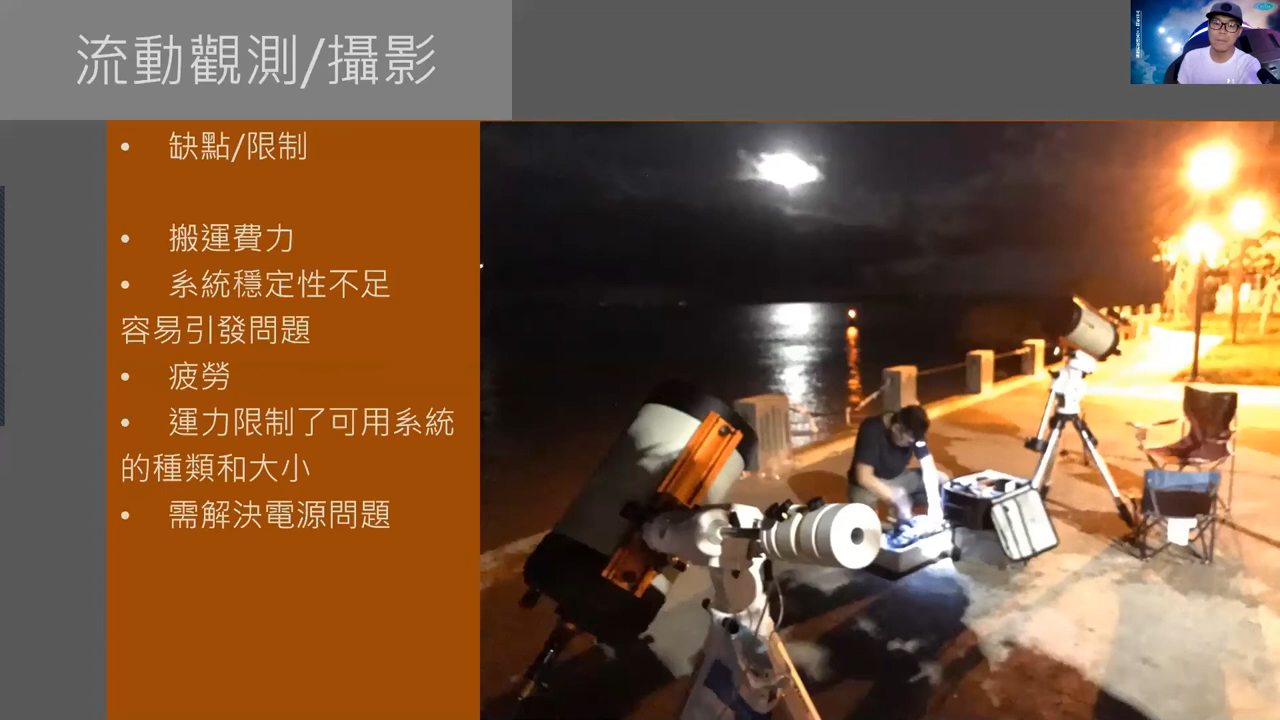 流動觀測/攝影
• 缺點/限制
• 搬運費力
• 系統穩定性不足
容易引發問題
• 疲勞
• 運力限制了可用系統
的種類和大小
• 需解決電源問題